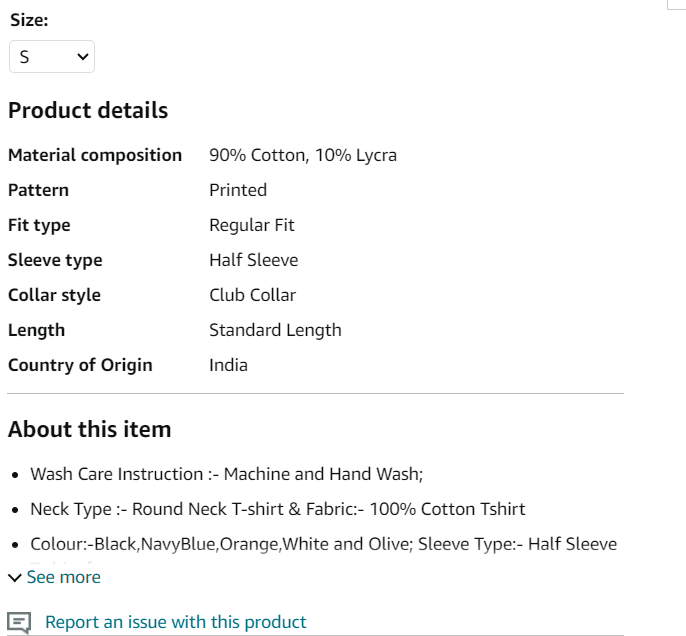 Size:
S
Product details
Material composition 90% Cotton, 10% Lycra
Pattern Printed
Fit type Regular Fit
Sleeve type Half Sleeve
Collar style Club Collar
Length Standard Length
Country of Origin India
About this item
Wash Care Instruction :- Machine and Hand Wash;
Neck Type :- Round Neck T-shirt & Fabric:- 100% Cotton Tshirt
Colour:-Black,NavyBlue,Orange,White and Olive; Sleeve Type:- Half Sleeve
See more
Report an issue with this product